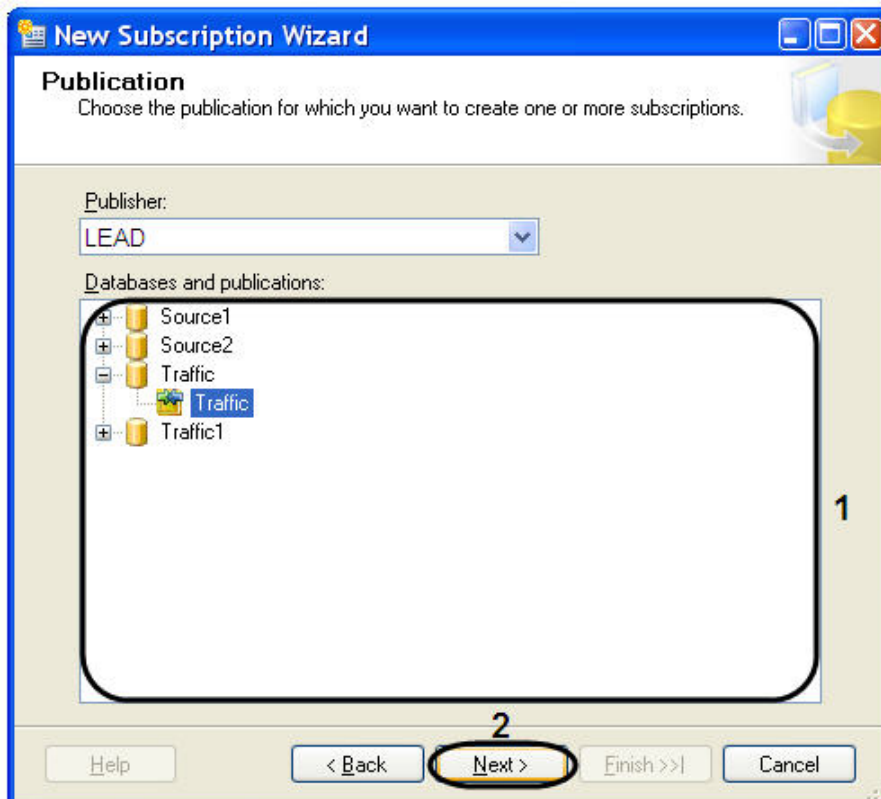 New Subscription Wizard
Publication
Choose the publication for which you want to create one or more subscriptions.
Publisher:
LEAD
Databases and publications:
Source1
Source2
Traffic
Traffic
Traffic1
1
2
Help
< Back
Next >
Finish >>|
Cancel